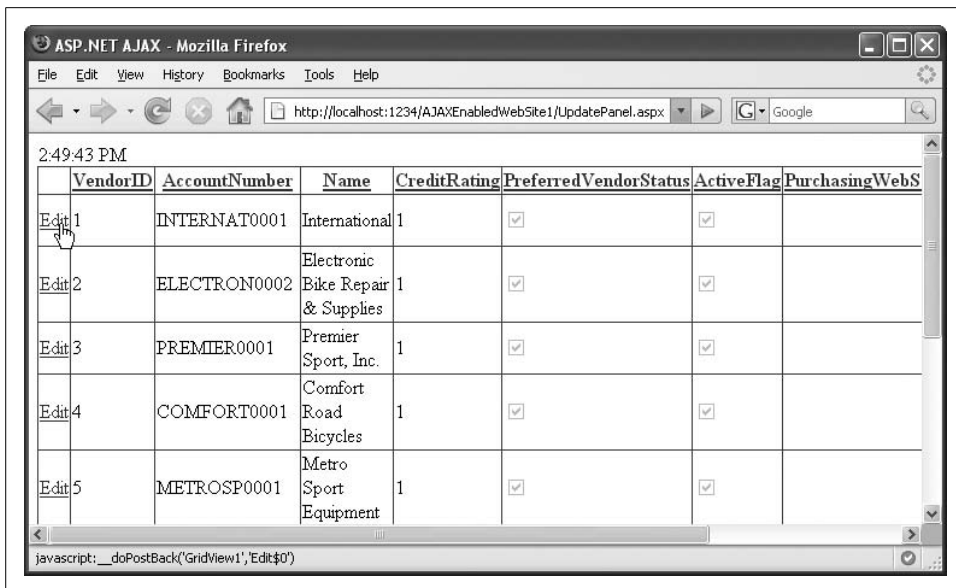 ASP.NET AJAX - Mozilla Firefox
File Edit View History Bookmarks Tools Help
http://localhost:1234/AJAXEnabledWebSite1/UpdatePanel.aspx G Google
2:49:43 PM
VendorID AccountNumber Name CreditRating PreferredVendorStatus ActiveFlag PurchasingWebS
Edit 1 INTERNAT0001 International 1
Edit 2 ELECTRON0002 Electronic Bike Repair & Supplies 1
Edit 3 PREMIER0001 Premier Sport, Inc. 1
Edit 4 COMFORT0001 Comfort Road Bicycles 1
Edit 5 METROSP0001 Metro Sport Equipment 1
javascript:__doPostBack('GridView1','Edit$0')